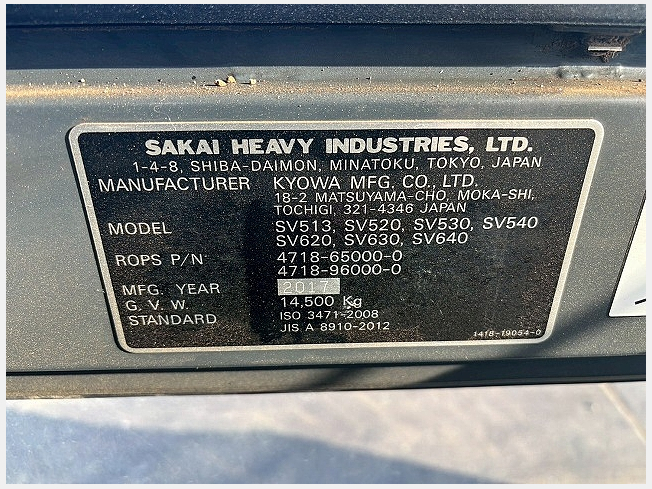 SAKAI HEAVY INDUSTRIES, LTD.
1-4-8, SHIBA-DAIMON, MINATOKU, TOKYO, JAPAN
MANUFACTURER KYOWA MFG. CO., LTD.
18-2 MATSUYAMA-CHO, MOKA-SHI,
TOCHIGI, 321-4346 JAPAN
MODEL SV513, SV520, SV530, SV540
SV620, SV630, SV640
ROPS P/N 4718-65000-0
4718-96000-0
MFG. YEAR 2017
G. V. W. 14,500 Kg
STANDARD ISO 3471-2008
JIS A 8910-2012
1418-19054-0